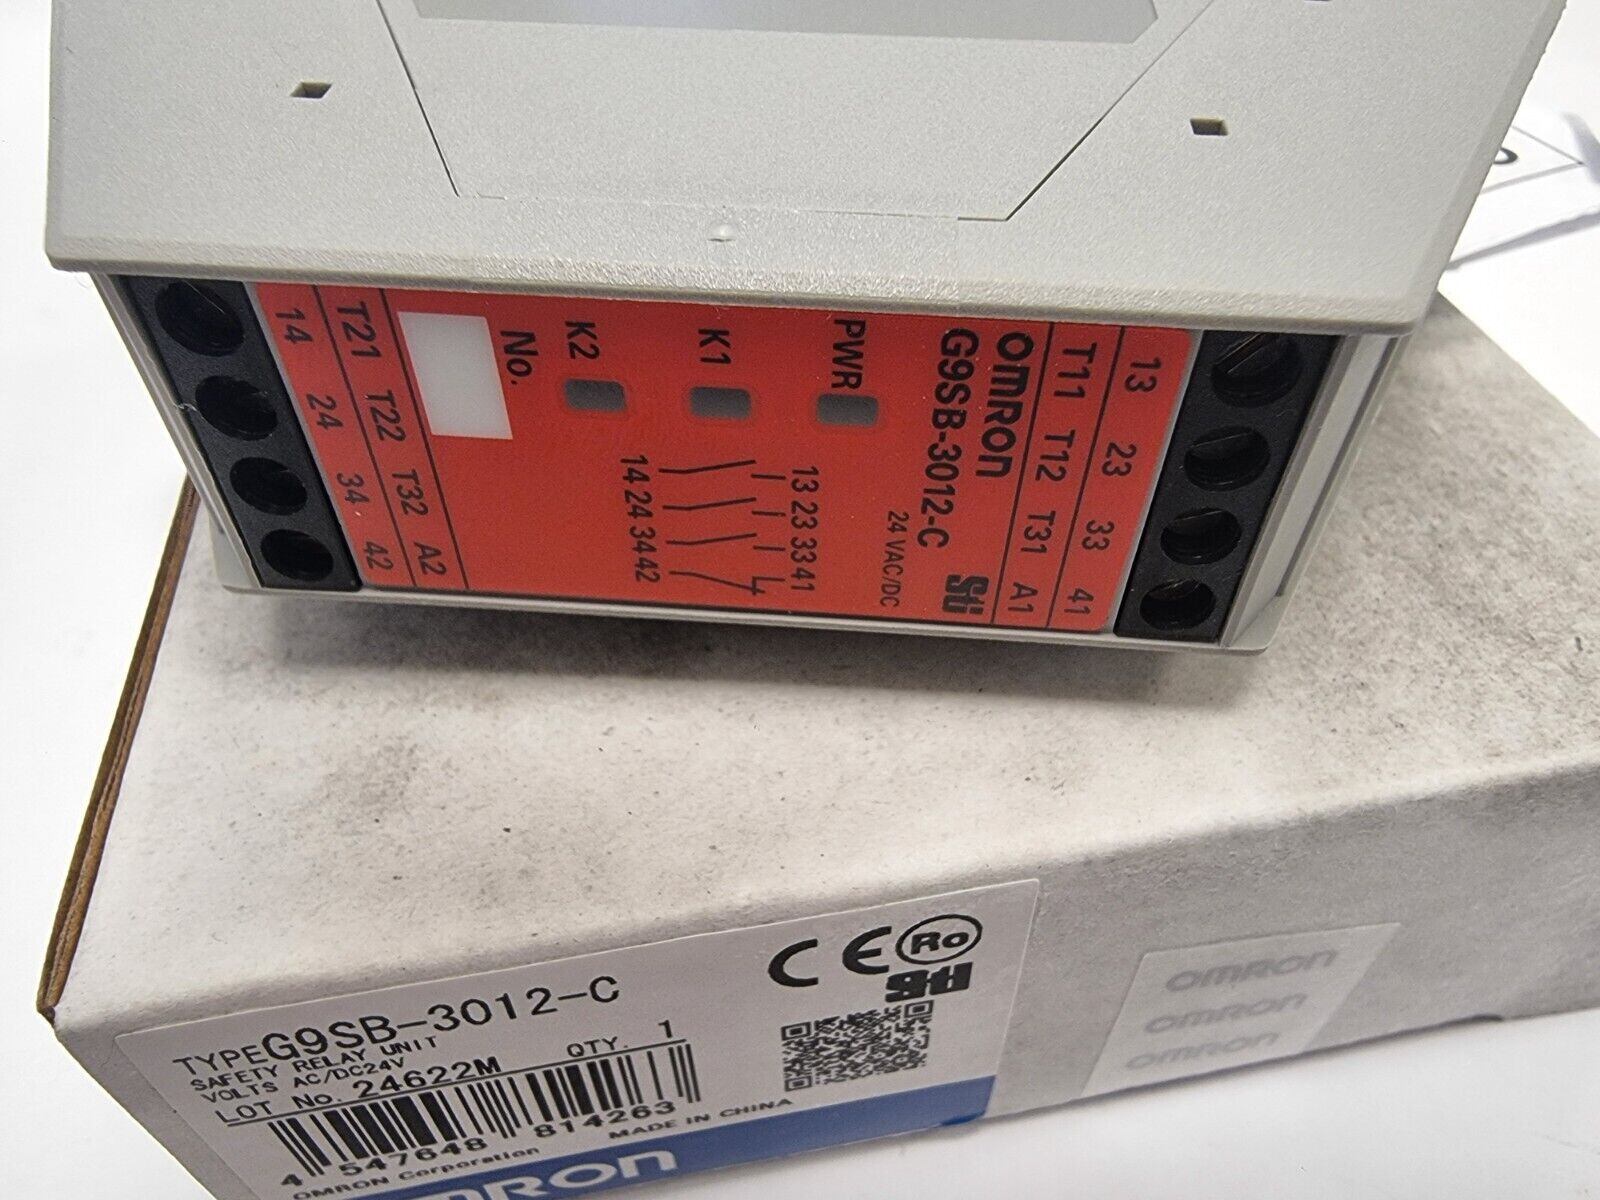 13 23 33 41
T11 T12 T31 A1
OMRON
G9SB-3012-C
Sti
24 VAC/DC
PWR
K1
K2
No.
13 23 33 41
14 24 34 42
T21 T22 T32 A2
14 24 34 42
TYPE G9SB-3012-C
SAFETY RELAY UNIT
VOLTS AC/DC24V
LOT No. 24622M QTY. 1
4 547648 814263
OMRON Corporation MADE IN CHINA
OMRON
CE
Ro
OMRON
OMRON
OMRON